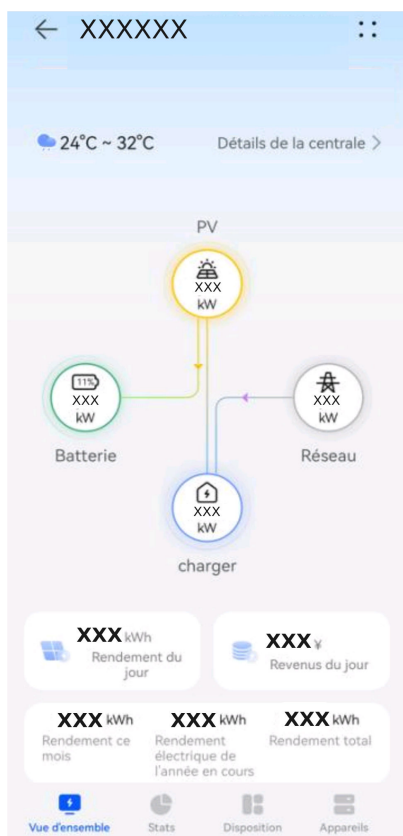 XXXXXX
24°C ~ 32°C
Détails de la centrale >
PV
XXX
kW
11%
XXX
kW
XXX
kW
Batterie
Réseau
XXX
kW
charger
XXX kWh
Rendement du
jour
XXX ¥
Revenus du jour
XXX kWh
Rendement ce
mois
XXX kWh
Rendement
électrique de
l'année en cours
XXX kWh
Rendement total
Vue d'ensemble
Stats
Disposition
Appareils